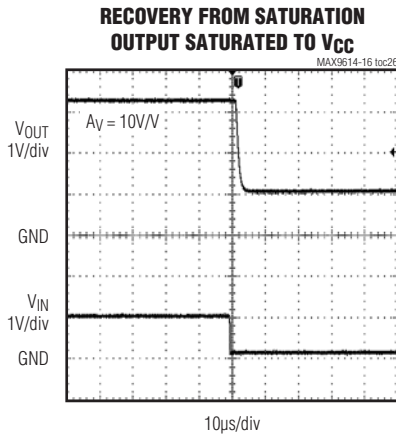 RECOVERY FROM SATURATION
OUTPUT SATURATED TO VCC
MAX9614-16 toc26
AV = 10V/V
VOUT
1V/div
GND
VIN
1V/div
GND
10µs/div